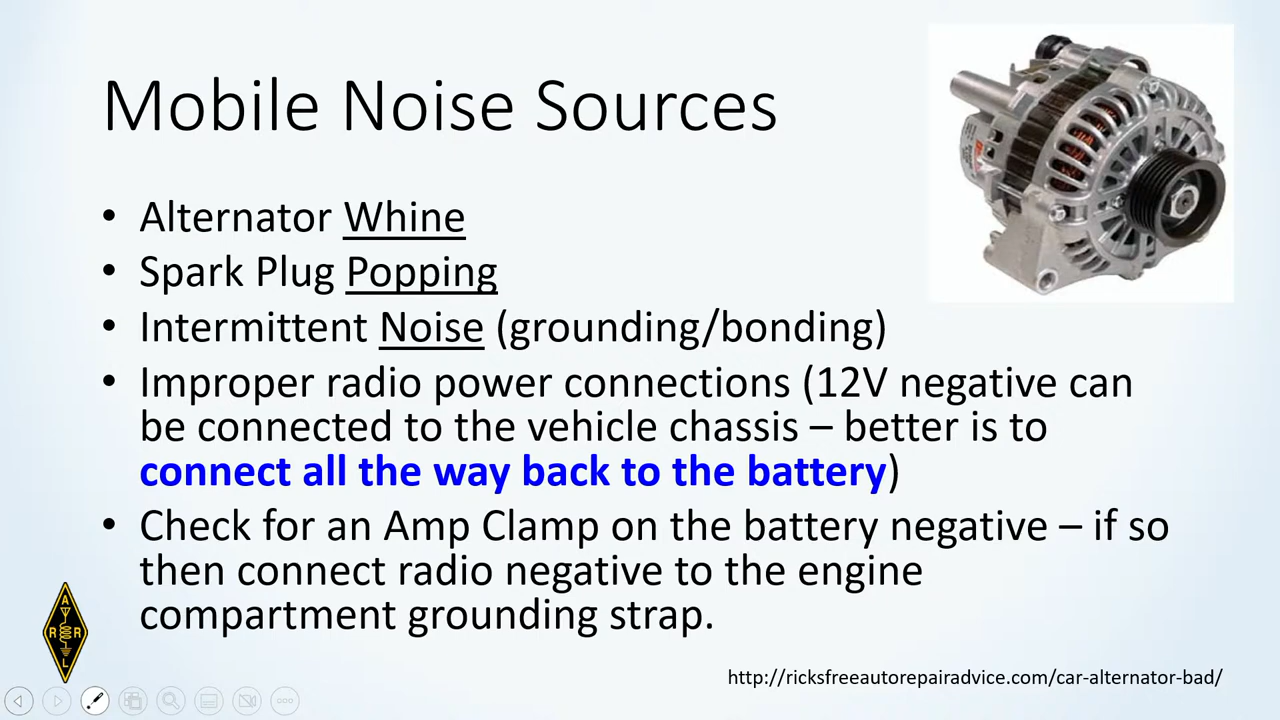 Mobile Noise Sources
• Alternator Whine
• Spark Plug Popping
• Intermittent Noise (grounding/bonding)
• Improper radio power connections (12V negative can
be connected to the vehicle chassis – better is to
connect all the way back to the battery)
• Check for an Amp Clamp on the battery negative – if so
then connect radio negative to the engine
compartment grounding strap.
A
R R
L
http://ricksfreeautorepairadvice.com/car-alternator-bad/